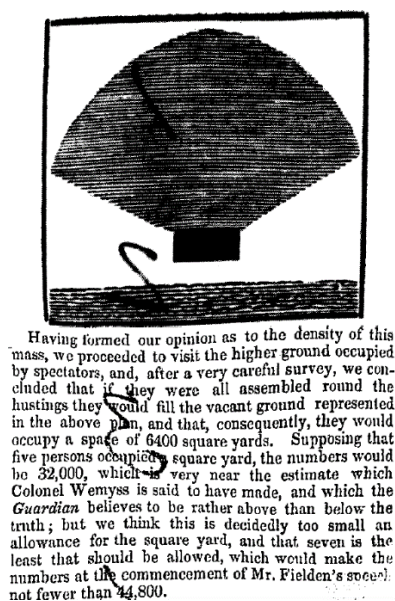 Having formed our opinion as to the density of this
mass, we proceeded to visit the higher ground occupied
by spectators, and, after a very careful survey, we con-
cluded that if they were all assembled round the
hustings they would fill the vacant ground represented
in the above plan, and that, consequently, they would
occupy a space of 6400 square yards. Supposing that
five persons occupied a square yard, the numbers would
be 32,000, which is very near the estimate which
Colonel Wemyss is said to have made, and which the
Guardian believes to be rather above than below the
truth; but we think this is decidedly too small an
allowance for the square yard, and that seven is the
least that should be allowed, which would make the
numbers at the commencement of Mr. Fielden's speech
not fewer than 44,800.